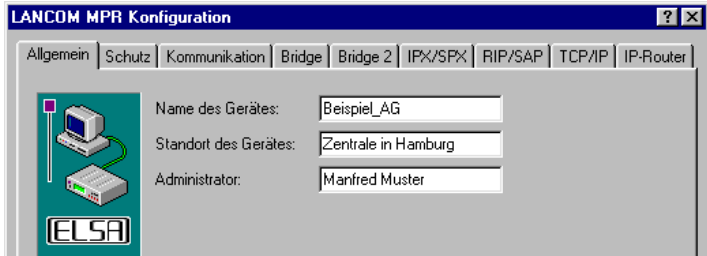 LANCOM MPR Konfiguration
Allgemein Schutz Kommunikation Bridge Bridge 2 IPX/SPX RIP/SAP TCP/IP IP-Router
Name des Gerätes: Beispiel_AG
Standort des Gerätes: Zentrale in Hamburg
Administrator: Manfred Muster
ELSA